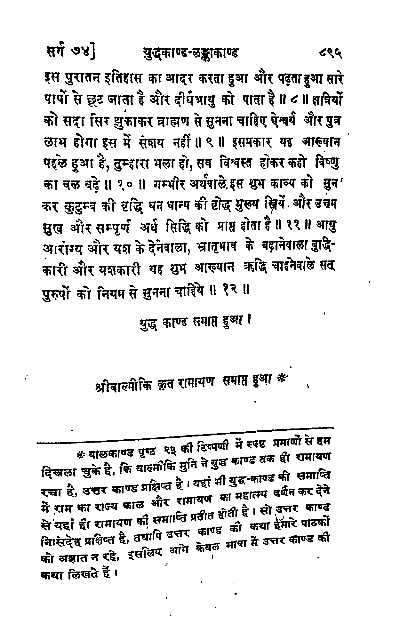 सर्ग ७४]	युद्धकाण्ड-लङ्काकाण्ड	८९५
इस पुरातन इतिहास का आदर करता हुआ और पढ़ता हुआ सारे
पापों से छूट जाता है और दीर्घआयु को पाता है॥८॥ क्षत्रियों
को सदा सिर झुकाकर ब्राह्मण से सुनना चाहिए ऐश्वर्य और पुत्र
लाभ होगा इस में संशय नहीं॥९॥ इसप्रकार यह आख्यान
पहले हुआ है, तुम्हारा भला हो, सब विश्वस्त होकर कहो विष्णु
का बल बढ़े॥१०॥ गम्भीर अर्थवाले इस शुभ काव्य को सुन
कर कुटुम्ब की वृद्धि धन धान्य की वृद्धि मुख्य स्त्रियें और उत्तम
सुख और सम्पूर्ण अर्थ सिद्धि को प्राप्त होता है॥११॥ आयु
आरोग्य और यश के देनेवाला, भ्रातृभाव के बढ़ानेवाला बुद्धि-
कारी और यशकारी यह शुभ आख्यान ऋद्धि चाहनेवाले सत्
पुरुषों को नियम से सुनना चाहिये॥१२॥
युद्ध काण्ड समाप्त हुआ।
श्रीवाल्मीकि कृत रामायण समाप्त हुआ *
* बालकाण्ड पृष्ठ १५ की टिप्पणी में स्पष्ट प्रमाणों से हम
दिखला चुके है, कि वाल्मीकि मुनि ने युद्ध काण्ड तक ही रामायण
रचा है, उत्तर काण्ड प्रक्षिप्त है। यहां भी युद्ध-काण्ड की समाप्ति
में राम का राज्य काल और रामायण का महात्म्य वर्णन कर देने
से यहां ही रामायण की समाप्ति प्रतीत होती है। सो उत्तर काण्ड
निःसंदेह प्रक्षिप्त है, तथापि उत्तर काण्ड की कथा हमारे पाठकों
को अज्ञात न रहे, इसलिए आगे केवल भाषा में उत्तर काण्ड की
कथा लिखते हैं।